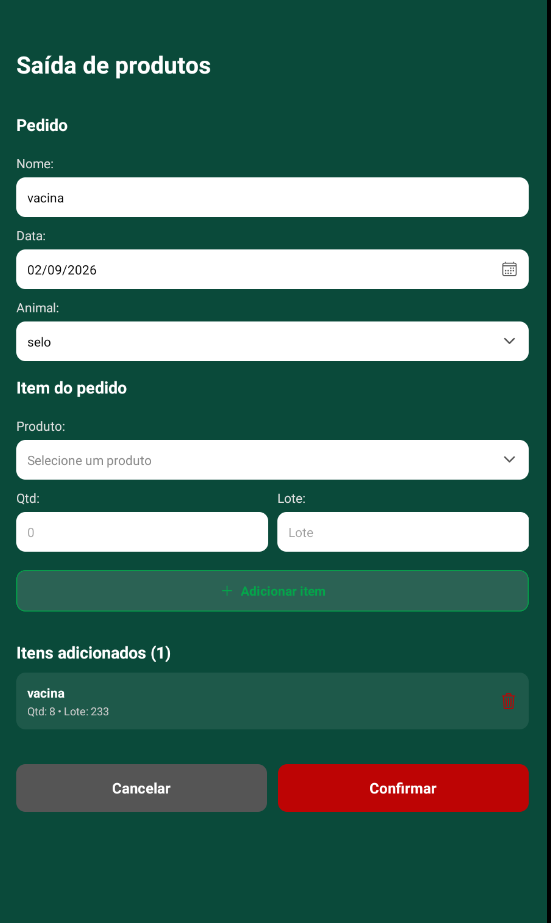 Saída de produtos
Pedido
Nome:
vacina
Data:
02/09/2026
Animal:
selo
Item do pedido
Produto:
Selecione um produto
Qtd: Lote:
0 Lote
+ Adicionar item
Itens adicionados (1)
vacina
Qtd: 8 • Lote: 233
Cancelar Confirmar